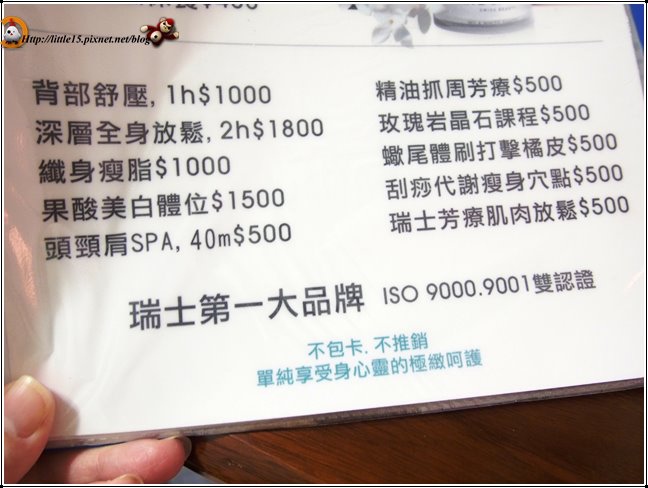 Http://little15.pixnet.net/blog
背部舒壓, 1h$1000
深層全身放鬆, 2h$1800
纖身瘦脂$1000
果酸美白體位$1500
頭頸肩SPA, 40m$500
精油抓周芳療$500
玫瑰岩晶石課程$500
蠍尾體刷打擊橘皮$500
刮痧代謝瘦身穴點$500
瑞士芳療肌肉放鬆$500
瑞士第一大品牌 ISO 9000.9001雙認證
不包卡.不推銷
單純享受身心靈的極緻呵護